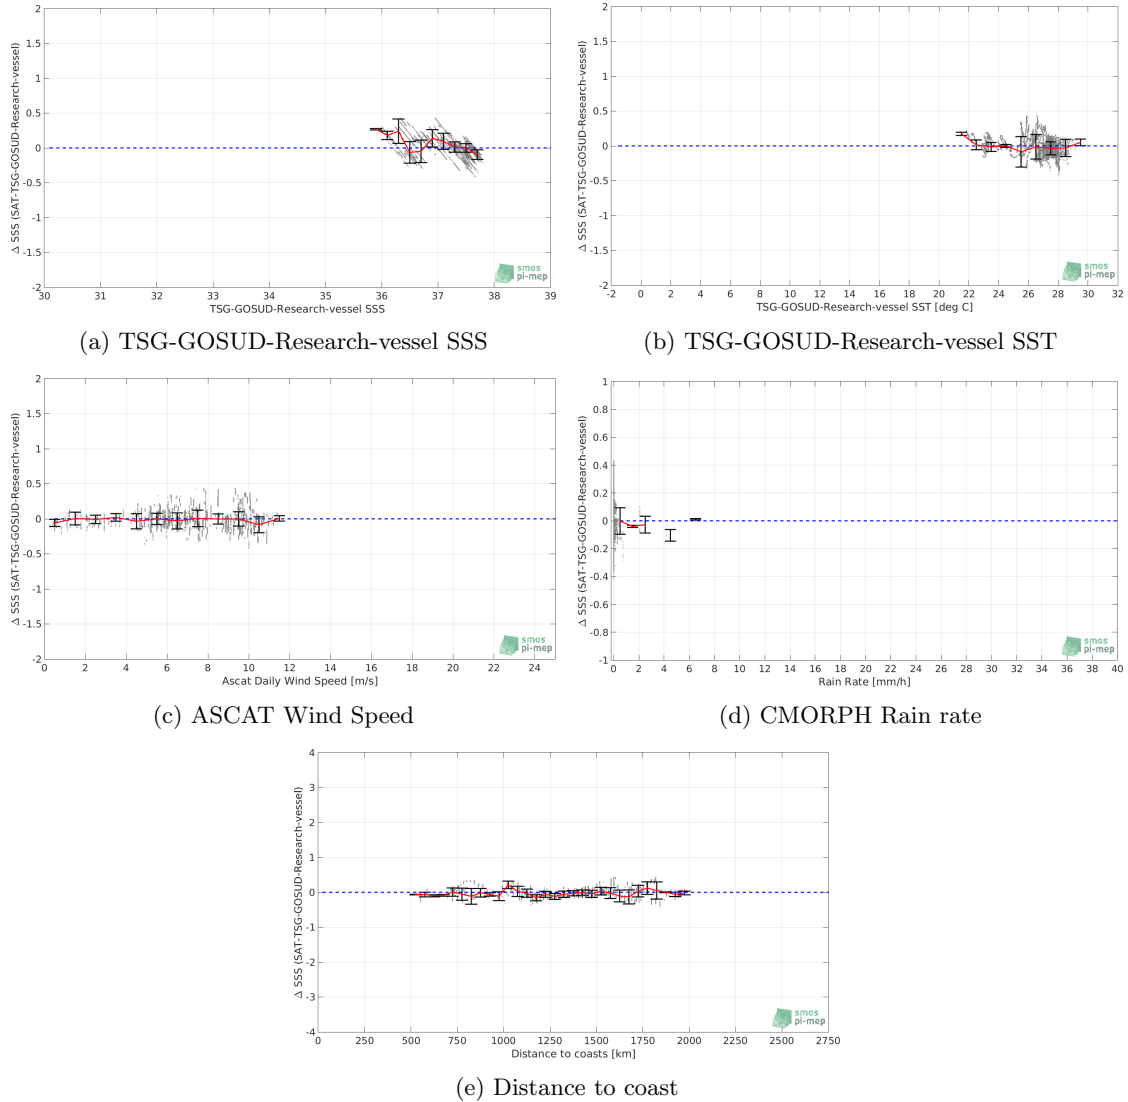 Δ SSS (SAT-TSG-GOSUD-Research-vessel)
2
1.5
1
0.5
0
-0.5
-1
-1.5
-2
30 31 32 33 34 35 36 37 38 39
TSG-GOSUD-Research-vessel SSS
smos
pi-mep
(a) TSG-GOSUD-Research-vessel SSS
Δ SSS (SAT-TSG-GOSUD-Research-vessel)
2
1.5
1
0.5
0
-0.5
-1
-1.5
-2
-2 0 2 4 6 8 10 12 14 16 18 20 22 24 26 28 30 32
TSG-GOSUD-Research-vessel SST [deg C]
smos
pi-mep
(b) TSG-GOSUD-Research-vessel SST
Δ SSS (SAT-TSG-GOSUD-Research-vessel)
2
1.5
1
0.5
0
-0.5
-1
-1.5
-2
0 2 4 6 8 10 12 14 16 18 20 22 24
Ascat Daily Wind Speed [m/s]
smos
pi-mep
(c) ASCAT Wind Speed
Δ SSS (SAT-TSG-GOSUD-Research-vessel)
1
0.8
0.6
0.4
0.2
0
-0.2
-0.4
-0.6
-0.8
-1
0 2 4 6 8 10 12 14 16 18 20 22 24 26 28 30 32 34 36 38 40
Rain Rate [mm/h]
smos
pi-mep
(d) CMORPH Rain rate
Δ SSS (SAT-TSG-GOSUD-Research-vessel)
4
3
2
1
0
-1
-2
-3
-4
0 250 500 750 1000 1250 1500 1750 2000 2250 2500 2750
Distance to coasts [km]
smos
pi-mep
(e) Distance to coast